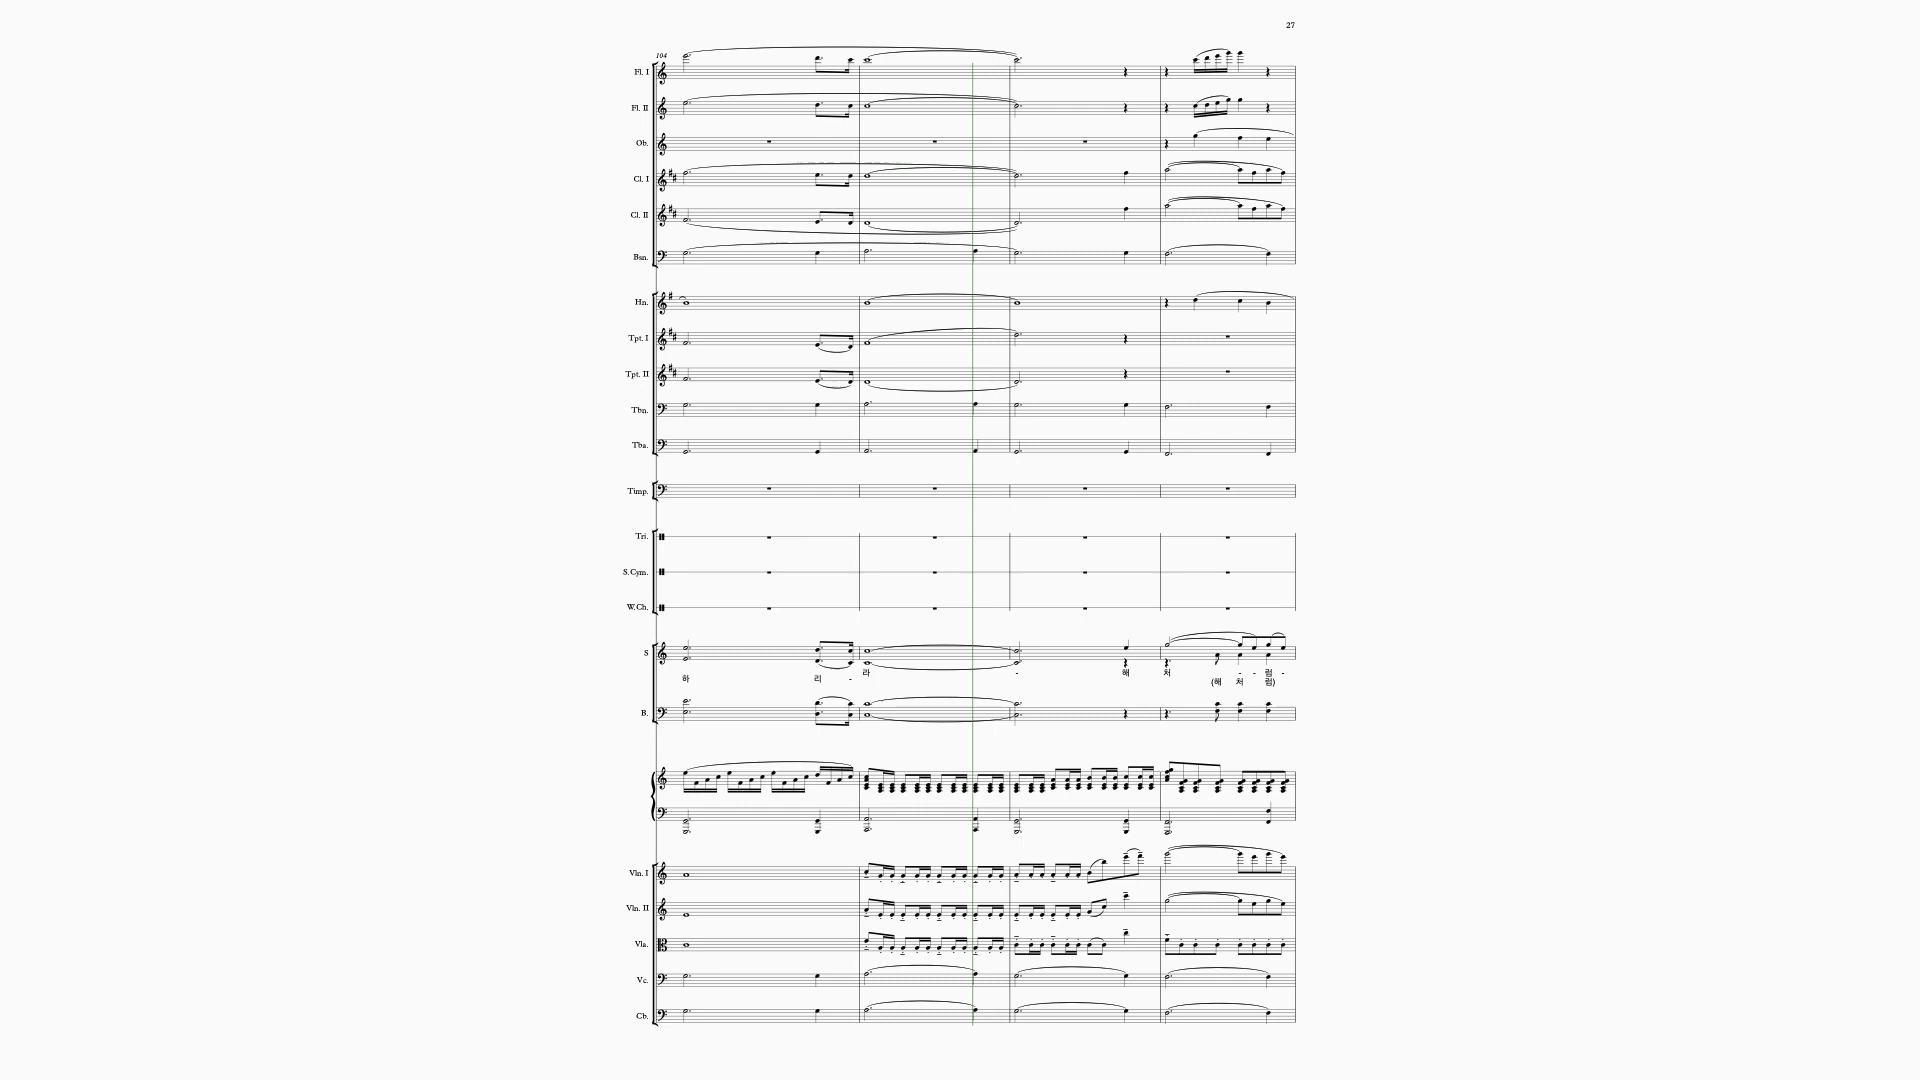 27
104
Fl. I
Fl. II
Ob.
Cl. I
Cl. II
Bsn.
Hn.
Tpt. I
Tpt. II
Tbn.
Tba.
Timp.
Tri.
S.Cym.
W.Ch.
S
라 - 해 처 - - 럼 -
하 리 - (해 처 럼)
B.
Vln. I
Vln. II
Vla.
Vc.
Cb.